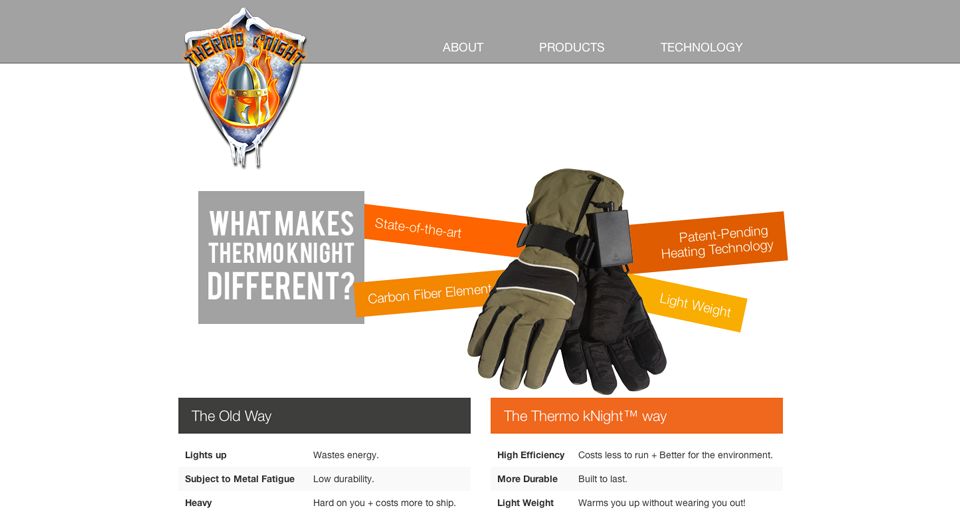 THERMO K'NIGHT
ABOUT PRODUCTS TECHNOLOGY
WHAT MAKES
THERMO KNIGHT
DIFFERENT?
State-of-the-art
Carbon Fiber Element
Patent-Pending
Heating Technology
Light Weight
The Old Way
Lights up Wastes energy.
Subject to Metal Fatigue Low durability.
Heavy Hard on you + costs more to ship.
The Thermo kNight™ way
High Efficiency Costs less to run + Better for the environment.
More Durable Built to last.
Light Weight Warms you up without wearing you out!